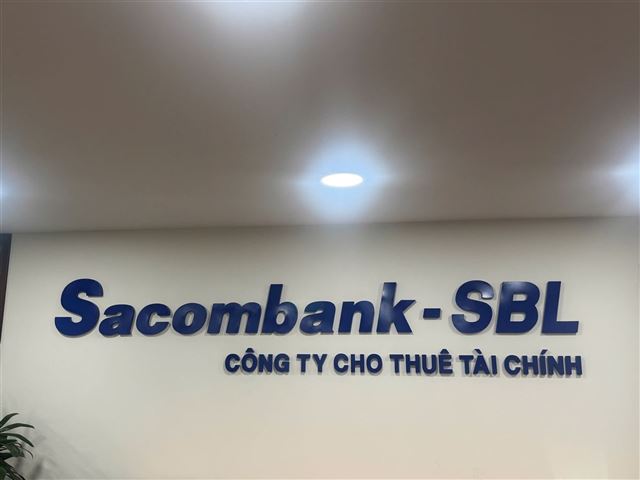 Sacombank - SBL
CÔNG TY CHO THUÊ TÀI CHÍNH